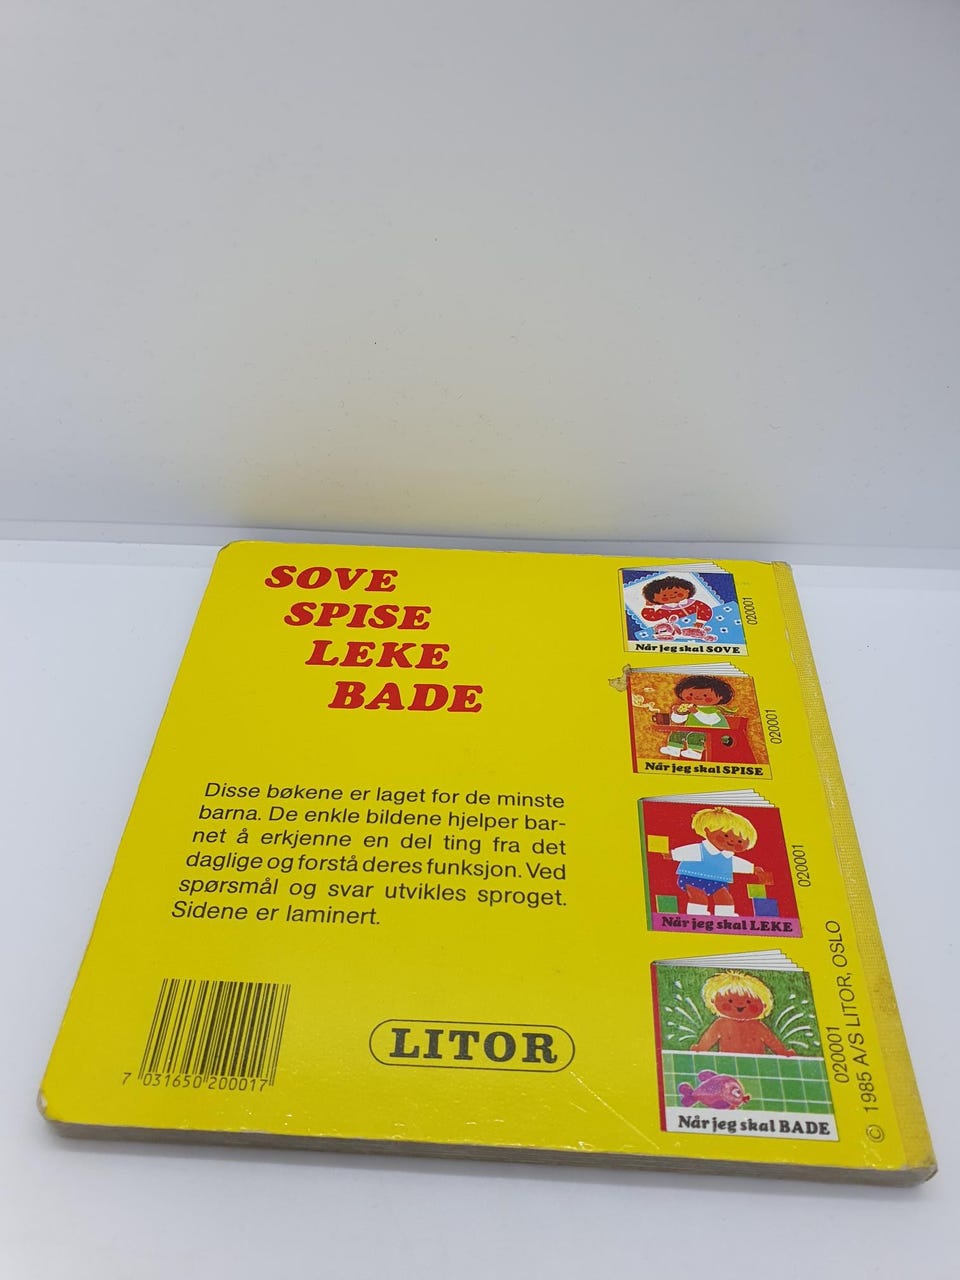 SOVE
SPISE
LEKE
BADE
Disse bøkene er laget for de minste
barna. De enkle bildene hjelper bar-
net å erkjenne en del ting fra det
daglige og forstå deres funksjon. Ved
spørsmål og svar utvikles sproget.
Sidene er laminert.
7 031650 200017
LITOR
Når jeg skal SOVE
020001
Når jeg skal SPISE
020001
Når jeg skal LEKE
020001
Når jeg skal BADE
020001
© 1985 A/S LITOR, OSLO